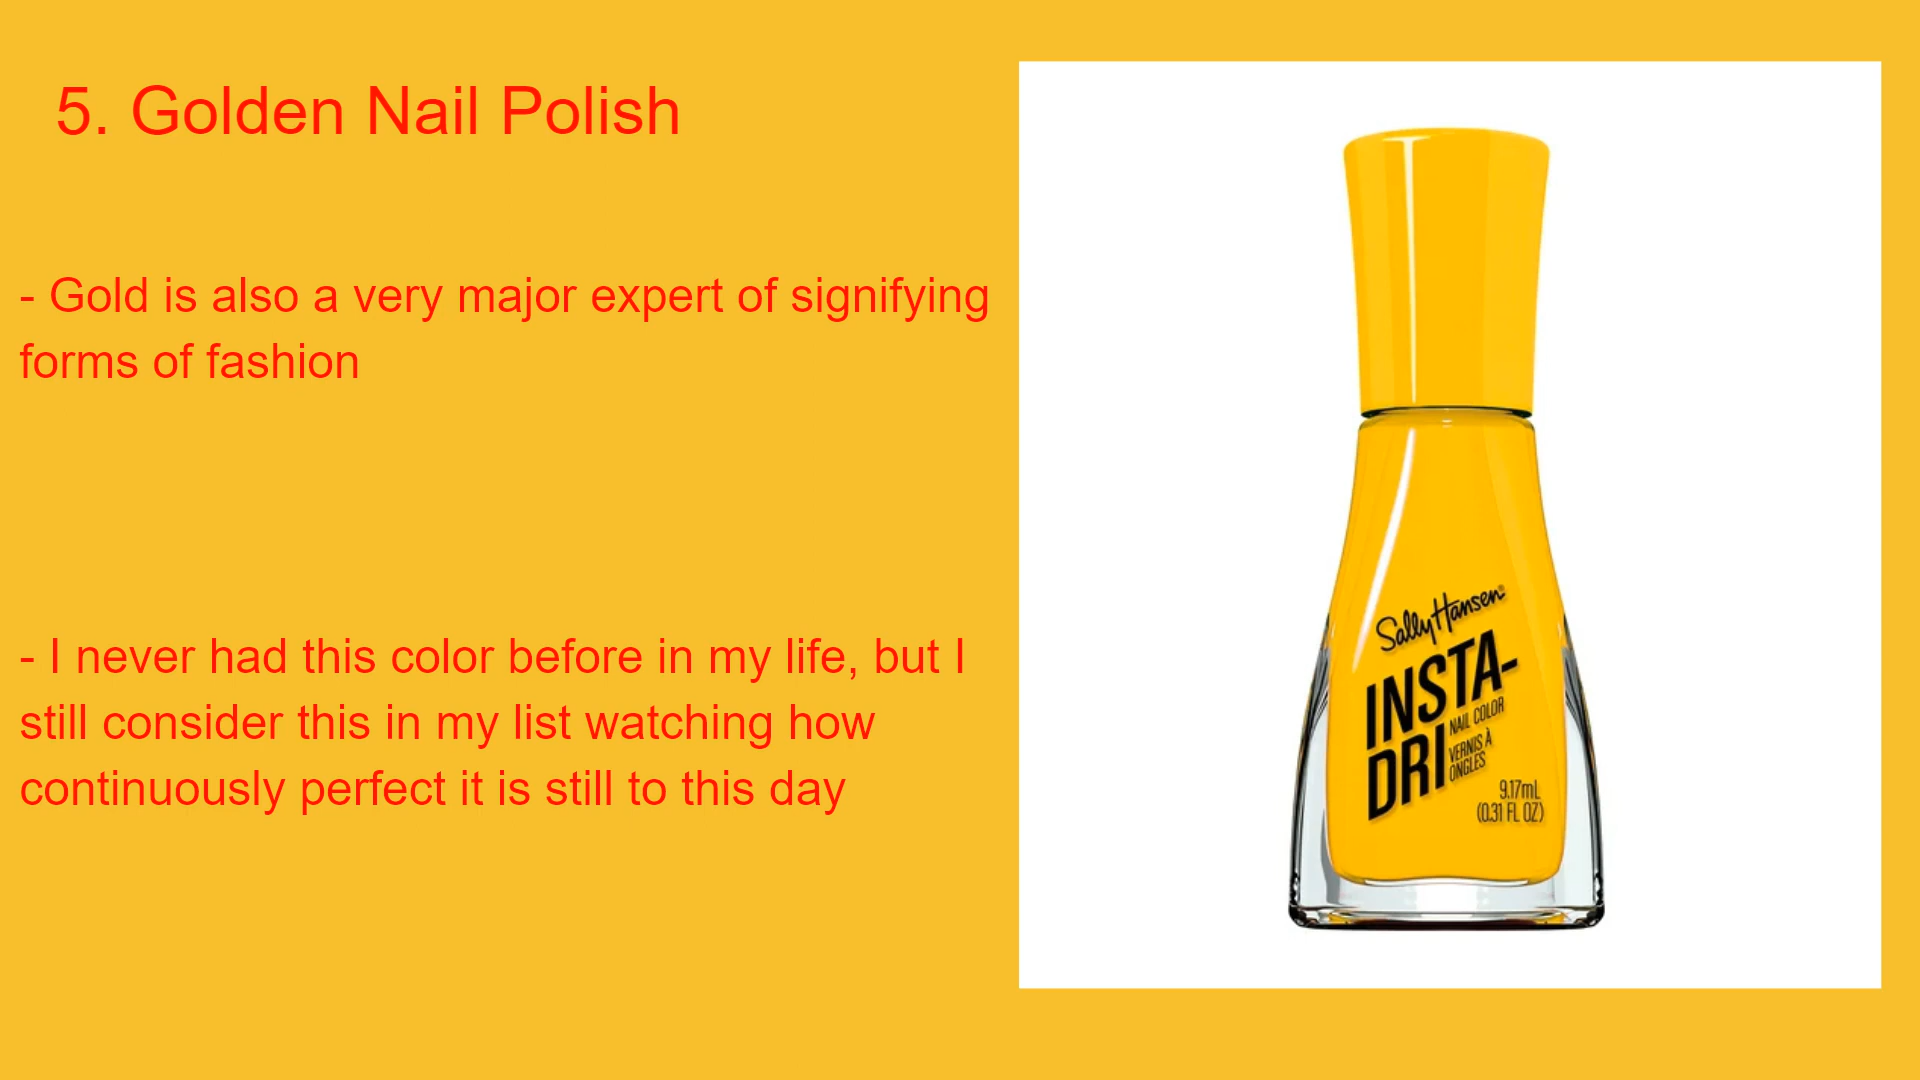 5. Golden Nail Polish
- Gold is also a very major expert of signifying
forms of fashion
- I never had this color before in my life, but I
still consider this in my list watching how
continuously perfect it is still to this day
Sally Hansen®
INSTA-
DRI
NAIL COLOR
VERNIS À
ONGLES
9.17mL
(0.31 FL OZ)